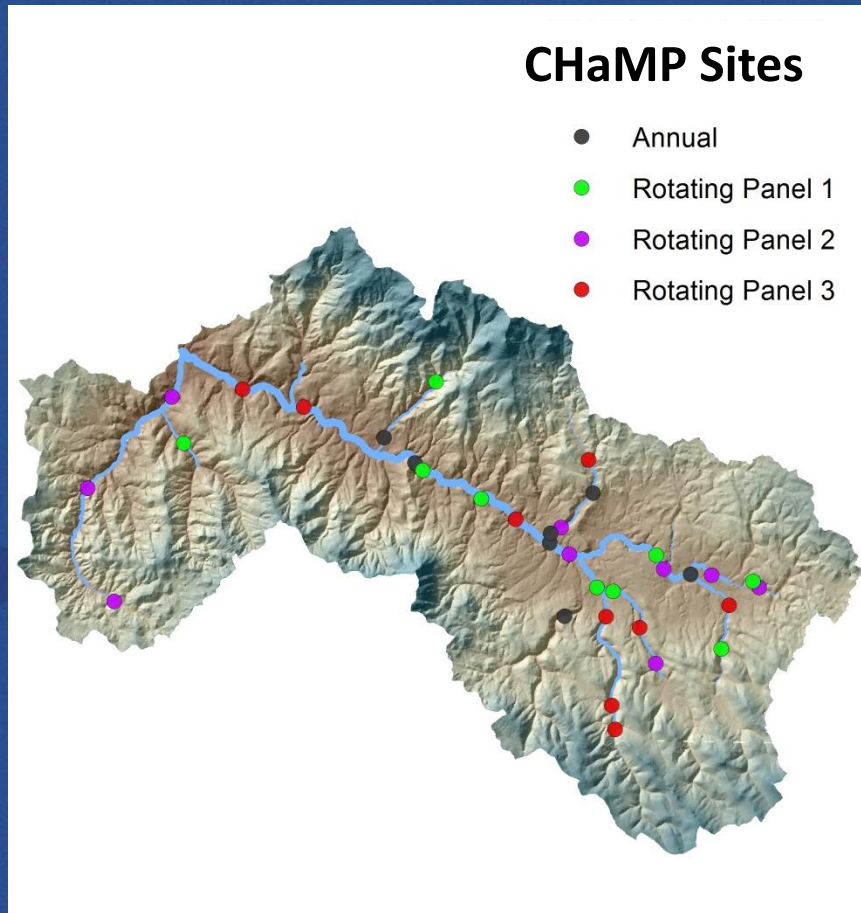 CHaMP Sites
Annual
Rotating Panel 1
Rotating Panel 2
Rotating Panel 3